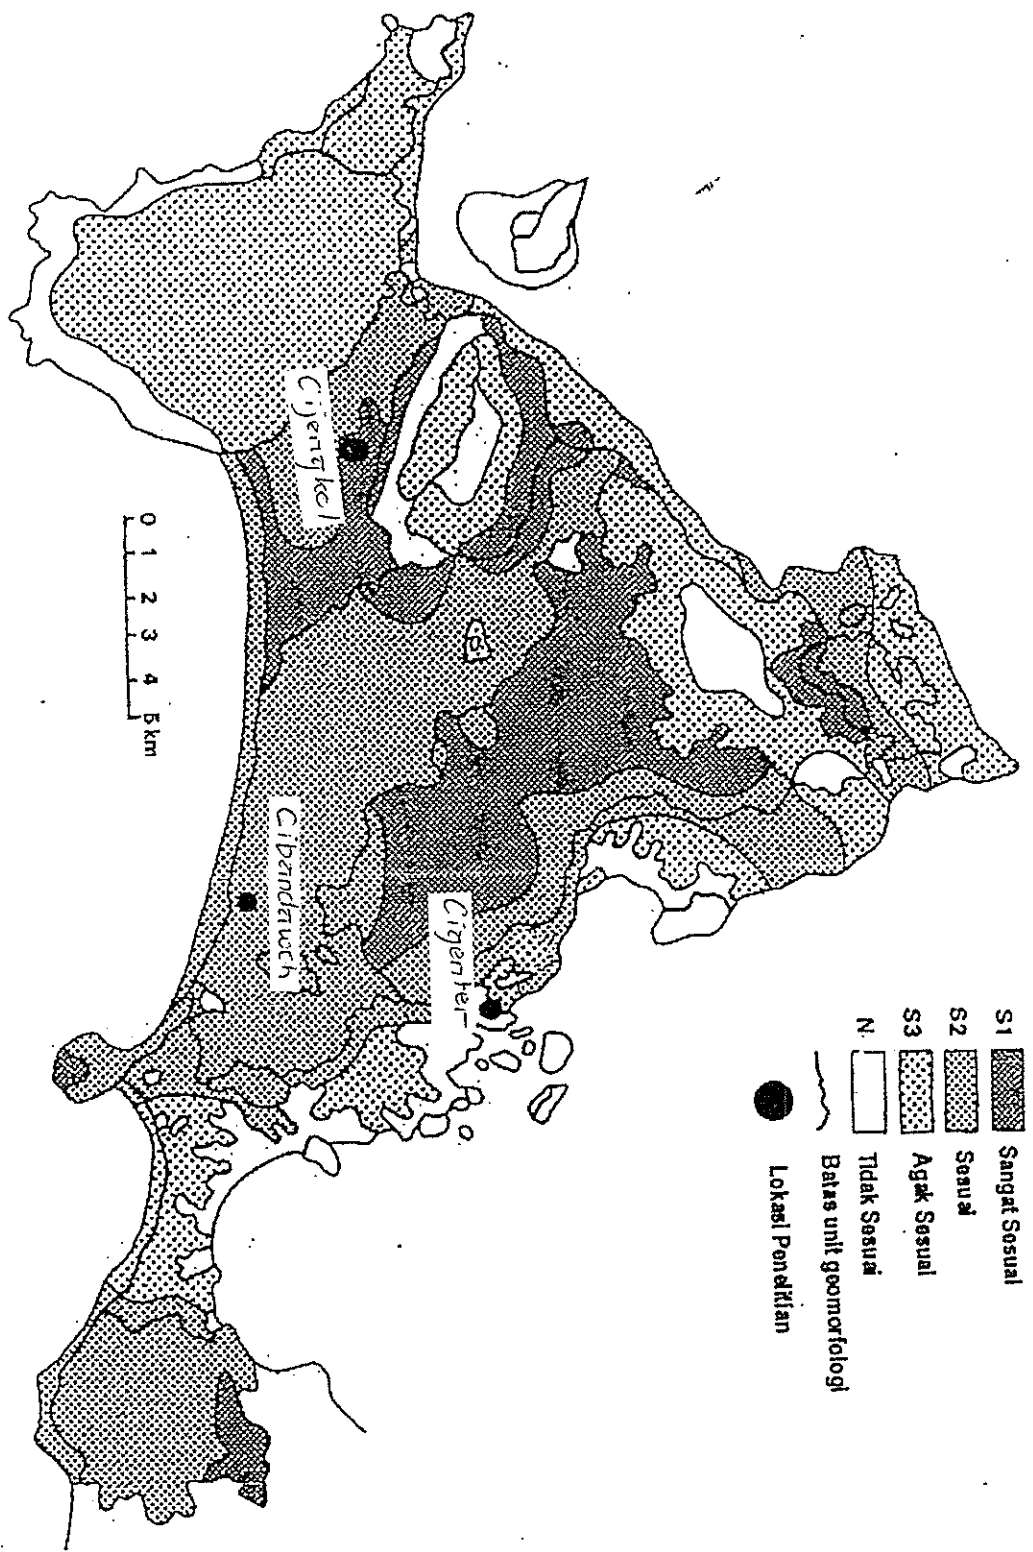 S1 Sangat Sesuai
S2 Sesuai
S3 Agak Sesuai
N Tidak Sesuai
Batas unit geomorfologi
Lokasi Penelitian
Cijengkol
Cibandawoh
Cigenter
0 1 2 3 4 5 km